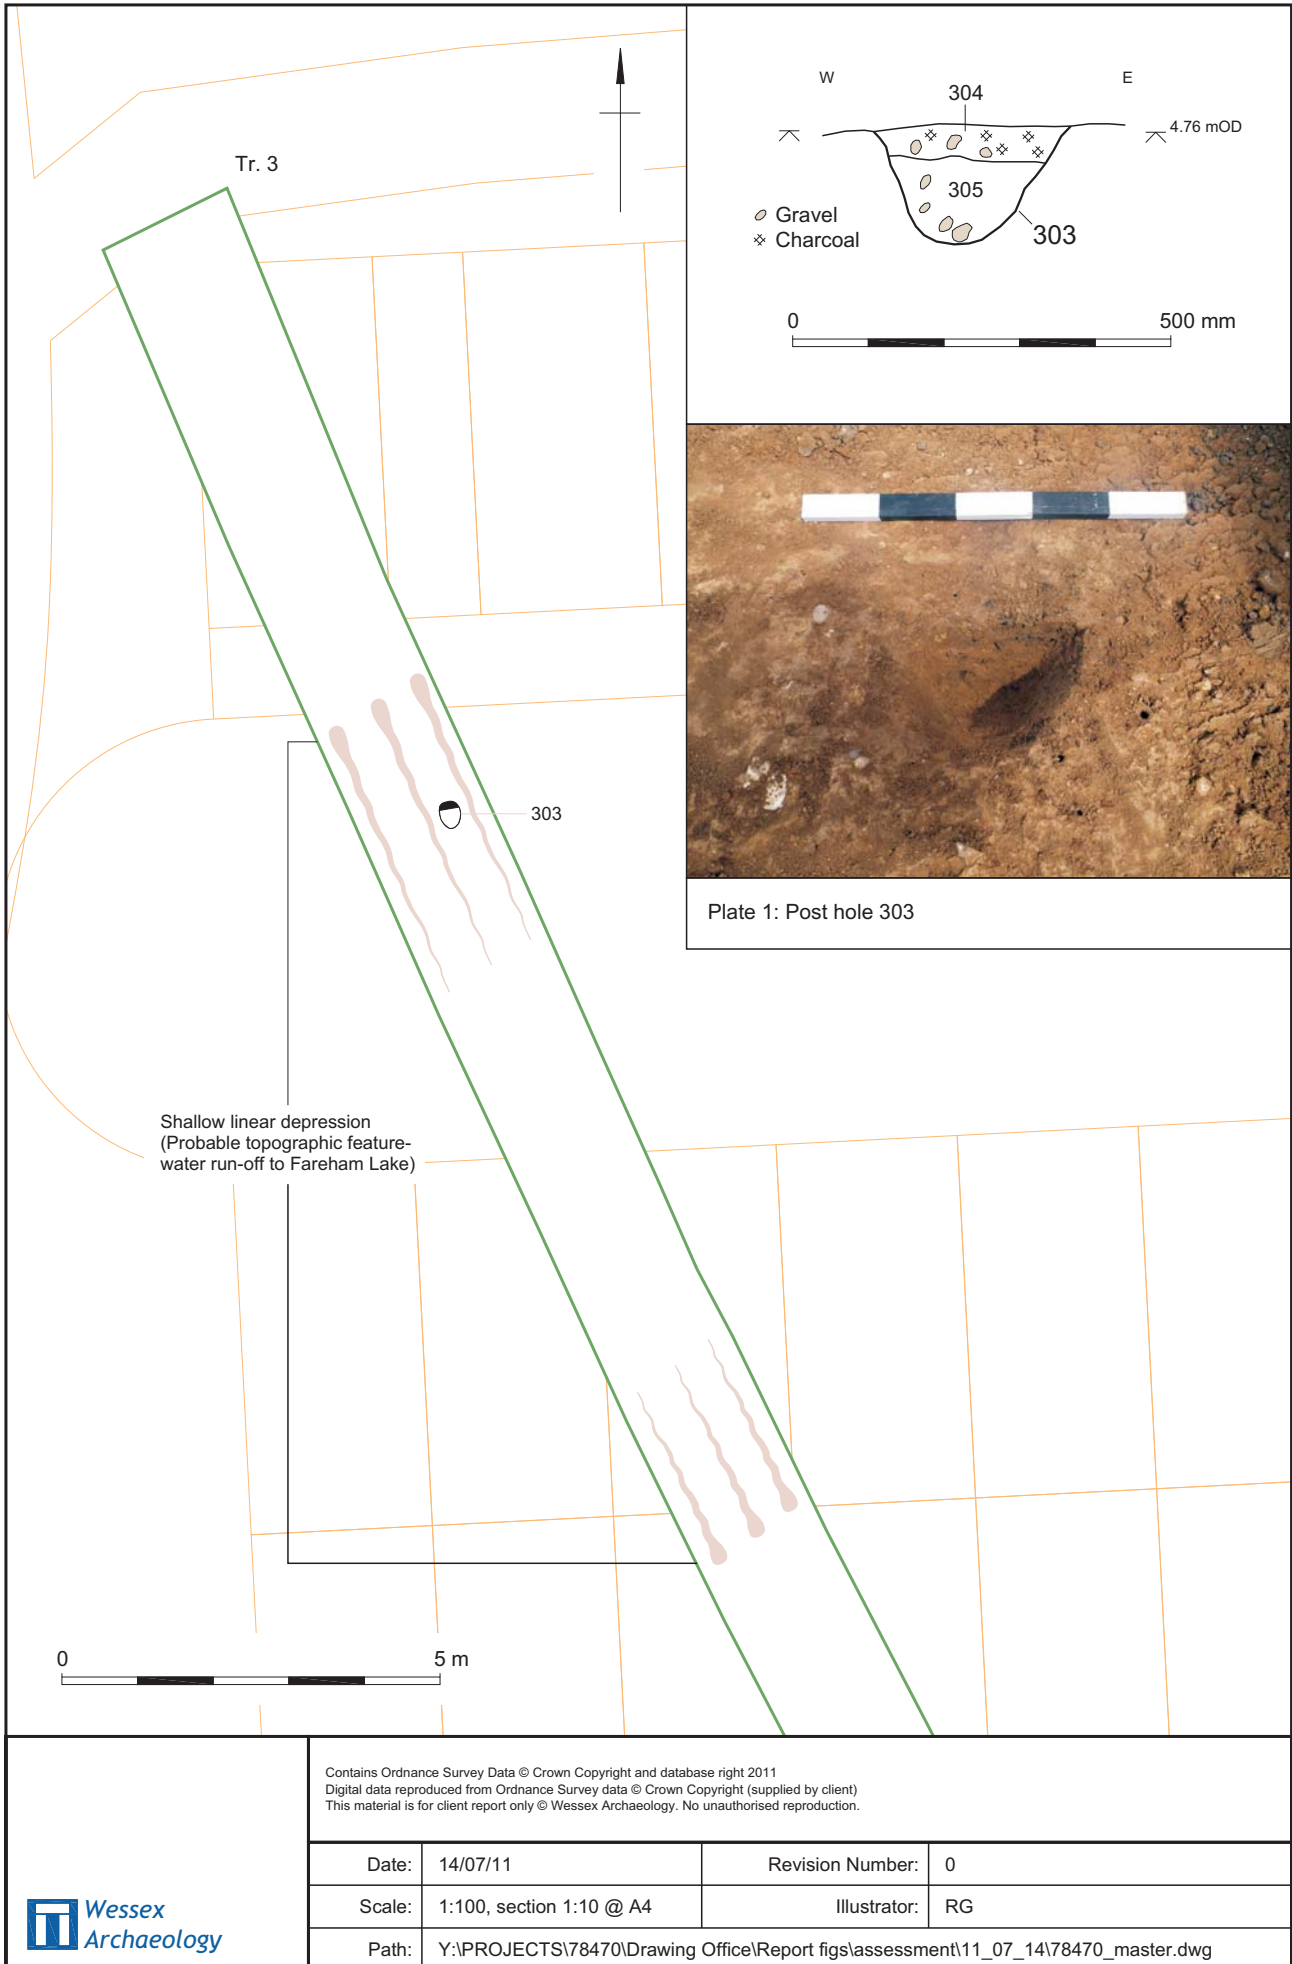 Tr. 3
W
E
304
4.76 mOD
305
Gravel
Charcoal
303
0
500 mm
Plate 1: Post hole 303
303
Shallow linear depression
(Probable topographic feature-
water run-off to Fareham Lake)
0
5 m
Contains Ordnance Survey Data © Crown Copyright and database right 2011
Digital data reproduced from Ordnance Survey data © Crown Copyright (supplied by client)
This material is for client report only © Wessex Archaeology. No unauthorised reproduction.
Date: 14/07/11 Revision Number: 0
Scale: 1:100, section 1:10 @ A4 Illustrator: RG
Path: Y:\PROJECTS\78470\Drawing Office\Report figs\assessment\11_07_14\78470_master.dwg
Wessex
Archaeology